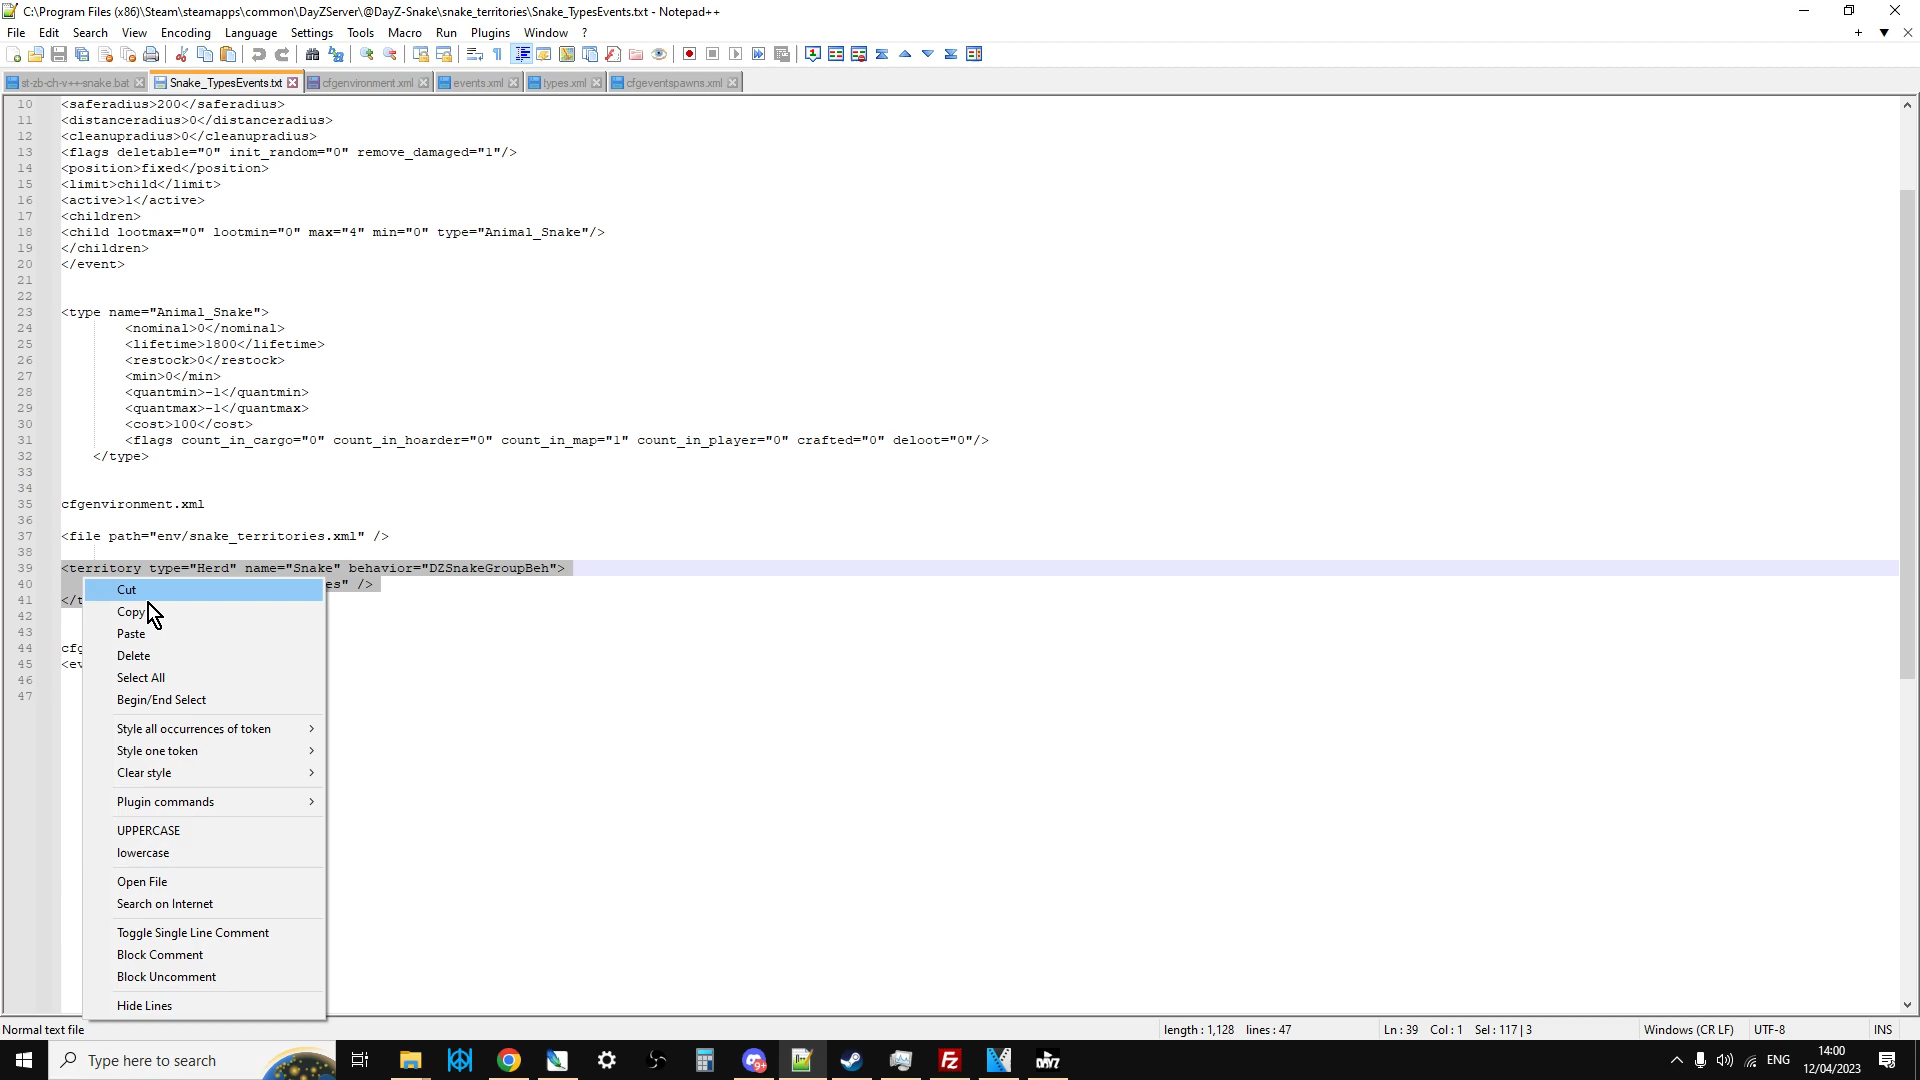 C:\Program Files (x86)\Steam\steamapps\common\DayZServer\@DayZ-Snake\snake_territories\Snake_TypesEvents.txt - Notepad++
File Edit Search View Encoding Language Settings Tools Macro Run Plugins Window ?
st-zb-ch-v++-snake.bat Snake_TypesEvents.txt cfgenvironment.xml events.xml types.xml cfgeventspawns.xml
10 <saferadius>200</saferadius>
11 <distanceradius>0</distanceradius>
12 <cleanupradius>0</cleanupradius>
13 <flags deletable="0" init_random="0" remove_damaged="1"/>
14 <position>fixed</position>
15 <limit>child</limit>
16 <active>1</active>
17 <children>
18 <child lootmax="0" lootmin="0" max="4" min="0" type="Animal_Snake"/>
19 </children>
20 </event>
21
22
23 <type name="Animal_Snake">
24 <nominal>0</nominal>
25 <lifetime>1800</lifetime>
26 <restock>0</restock>
27 <min>0</min>
28 <quantmin>-1</quantmin>
29 <quantmax>-1</quantmax>
30 <cost>100</cost>
31 <flags count_in_cargo="0" count_in_hoarder="0" count_in_map="1" count_in_player="0" crafted="0" deloot="0"/>
32 </type>
33
34
35 cfgenvironment.xml
36
37 <file path="env/snake_territories.xml" />
38
39 <territory type="Herd" name="Snake" behavior="DZSnakeGroupBeh">
40 es" />
41 </t
42
43
44 cfg
45 <ev
46
47
Cut
Copy
Paste
Delete
Select All
Begin/End Select
Style all occurrences of token
Style one token
Clear style
Plugin commands
UPPERCASE
lowercase
Open File
Search on Internet
Toggle Single Line Comment
Block Comment
Block Uncomment
Hide Lines
Normal text file length : 1,128 lines : 47 Ln : 39 Col : 1 Sel : 117 | 3 Windows (CR LF) UTF-8 INS
Type here to search
9+
DAYZ
ENG
14:00
12/04/2023